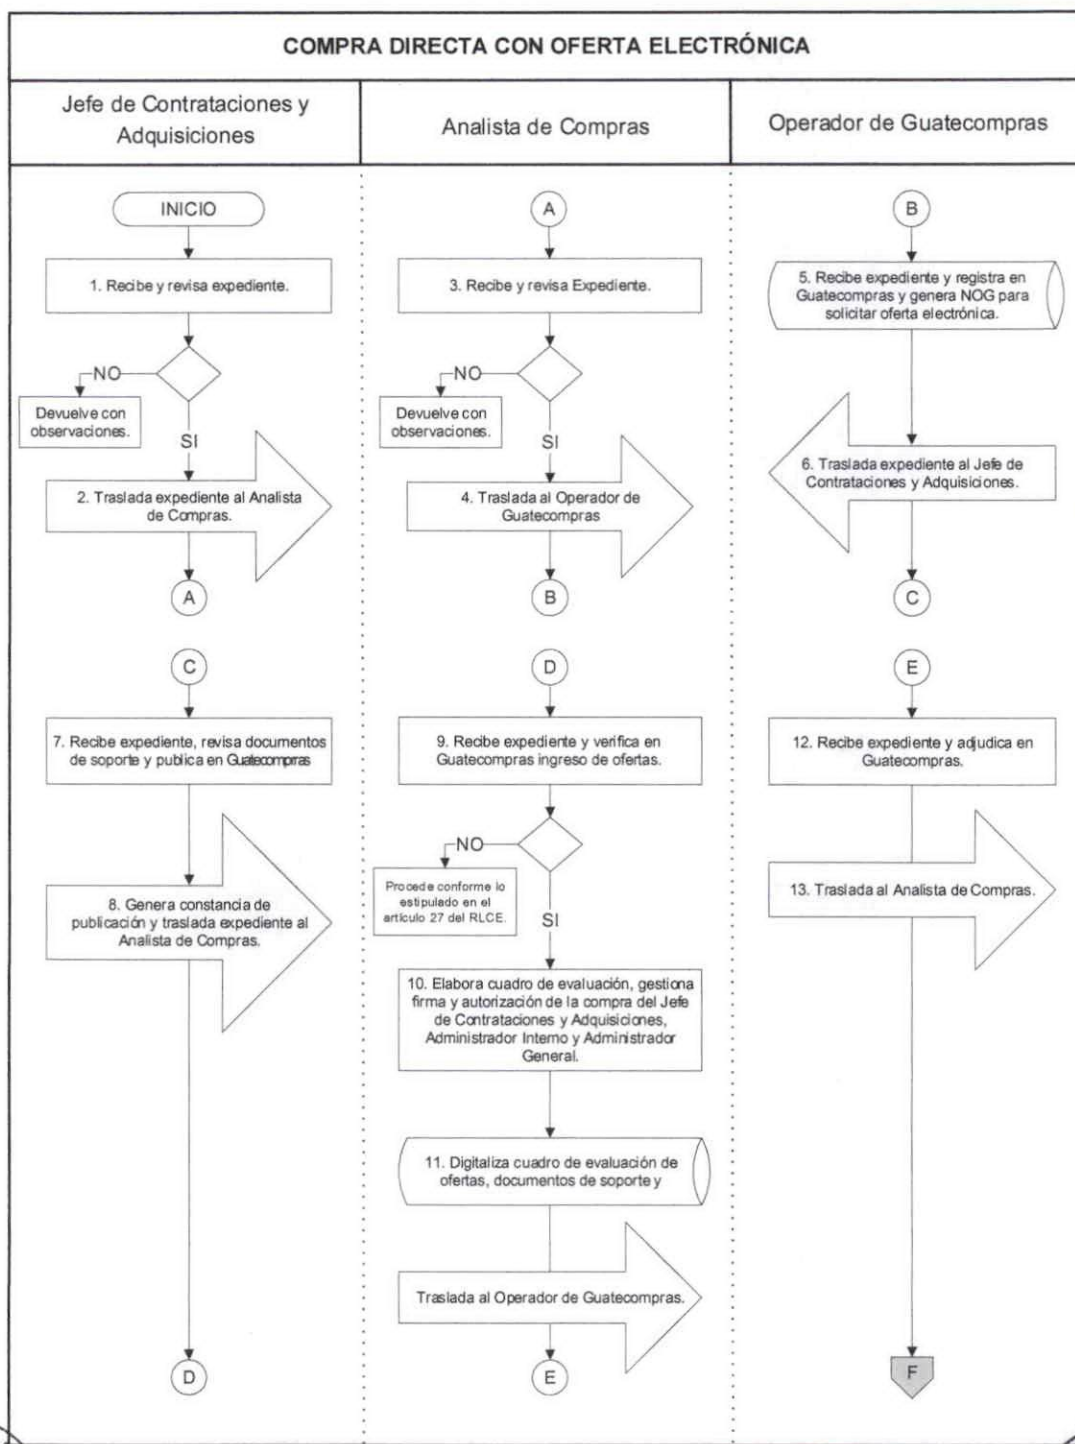 COMPRA DIRECTA CON OFERTA ELECTRÓNICA
Jefe de Contrataciones y
Adquisiciones
Analista de Compras
Operador de Guatecompras
INICIO
1. Recibe y revisa expediente.
NO
Devuelve con
observaciones.
SI
2. Traslada expediente al Analista
de Compras.
A
A
3. Recibe y revisa Expediente.
NO
Devuelve con
observaciones.
SI
4. Traslada al Operador de
Guatecompras
B
B
5. Recibe expediente y registra en
Guatecompras y genera NOG para
solicitar oferta electrónica.
6. Traslada expediente al Jefe de
Contrataciones y Adquisiciones.
C
C
7. Recibe expediente, revisa documentos
de soporte y publica en Guatecompras
8. Genera constancia de
publicación y traslada expediente al
Analista de Compras.
D
D
9. Recibe expediente y verifica en
Guatecompras ingreso de ofertas.
NO
Procede conforme lo
estipulado en el
artículo 27 del RLCE.
SI
10. Elabora cuadro de evaluación, gestiona
firma y autorización de la compra del Jefe
de Contrataciones y Adquisiciones,
Administrador Interno y Administrador
General.
11. Digitaliza cuadro de evaluación de
ofertas, documentos de soporte y
Traslada al Operador de Guatecompras.
E
E
12. Recibe expediente y adjudica en
Guatecompras.
13. Traslada al Analista de Compras.
F